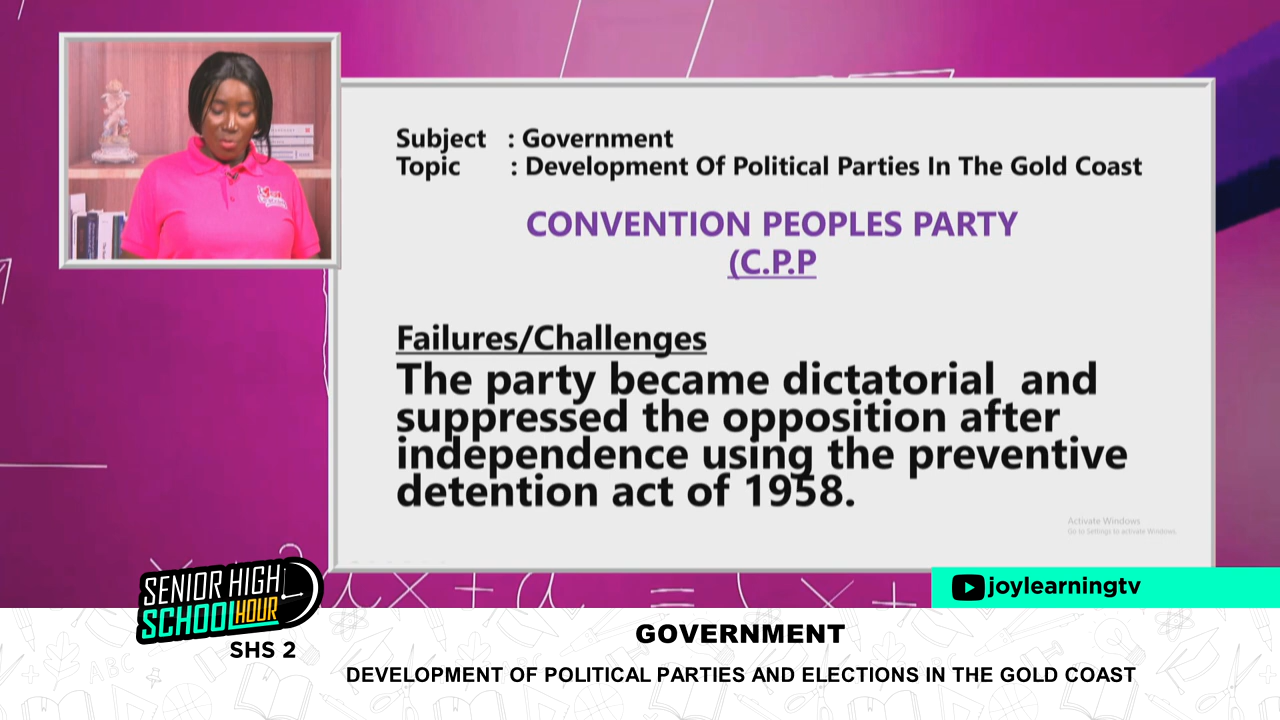 Subject : Government
Topic : Development Of Political Parties In The Gold Coast
CONVENTION PEOPLES PARTY
(C.P.P
Failures/Challenges
The party became dictatorial and
suppressed the opposition after
independence using the preventive
detention act of 1958.
Activate Windows
Go to Settings to activate Windows.
SENIOR HIGH
SCHOOL HOUR
SHS 2
joylearningtv
GOVERNMENT
DEVELOPMENT OF POLITICAL PARTIES AND ELECTIONS IN THE GOLD COAST